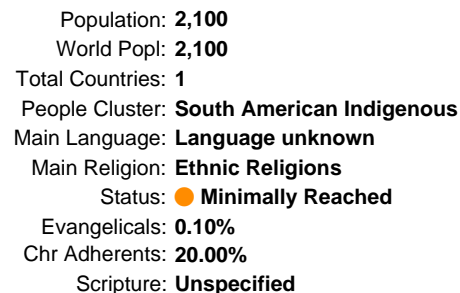 Population: 2,100
World Popl: 2,100
Total Countries: 1
People Cluster: South American Indigenous
Main Language: Language unknown
Main Religion: Ethnic Religions
Status: Minimally Reached
Evangelicals: 0.10%
Chr Adherents: 20.00%
Scripture: Unspecified